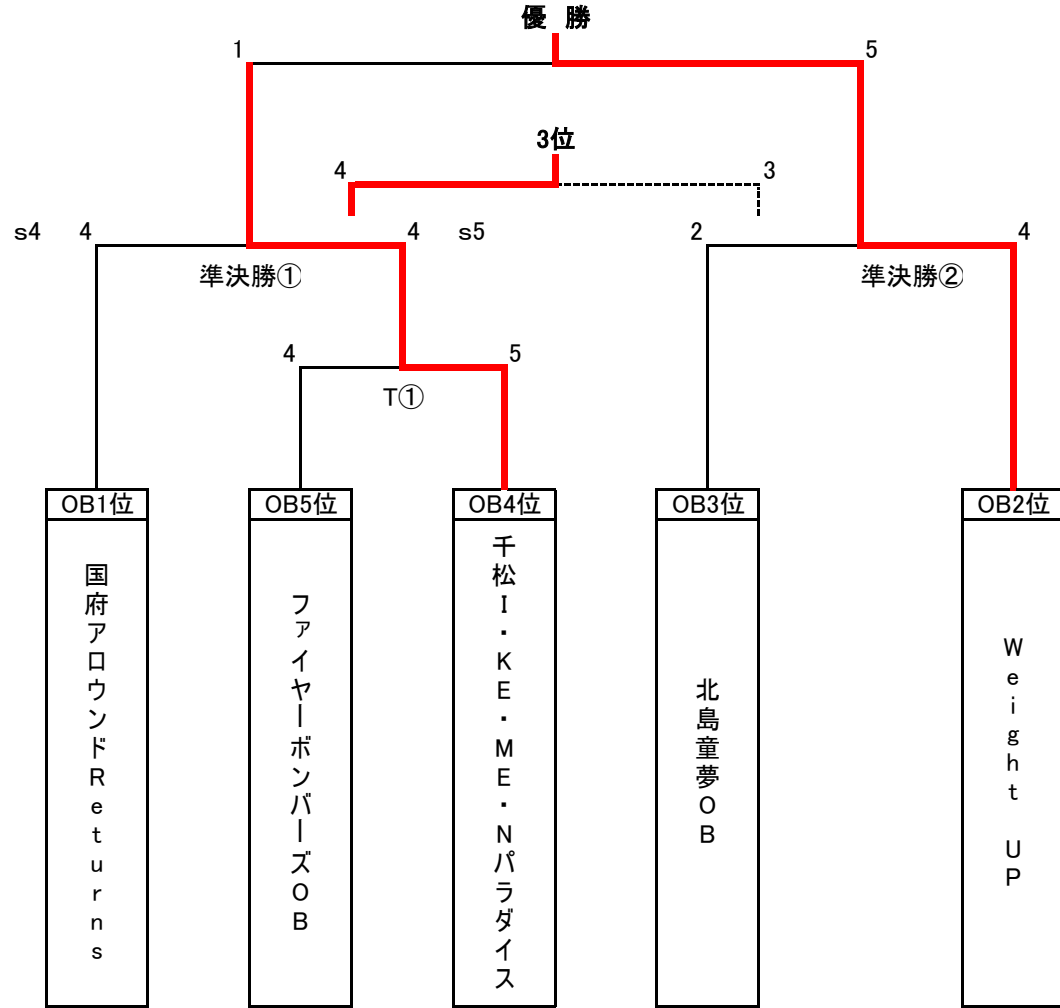 優 勝
1
5
3位
4
3
s4
4
4
s5
2
4
準決勝①
準決勝②
4
5
T①
OB1位
OB5位
OB4位
OB3位
OB2位
国府アロウンドReturns
ファイヤーボンバーズOB
千松I・KE・ME・Nパラダイス
北島童夢OB
Weight UP